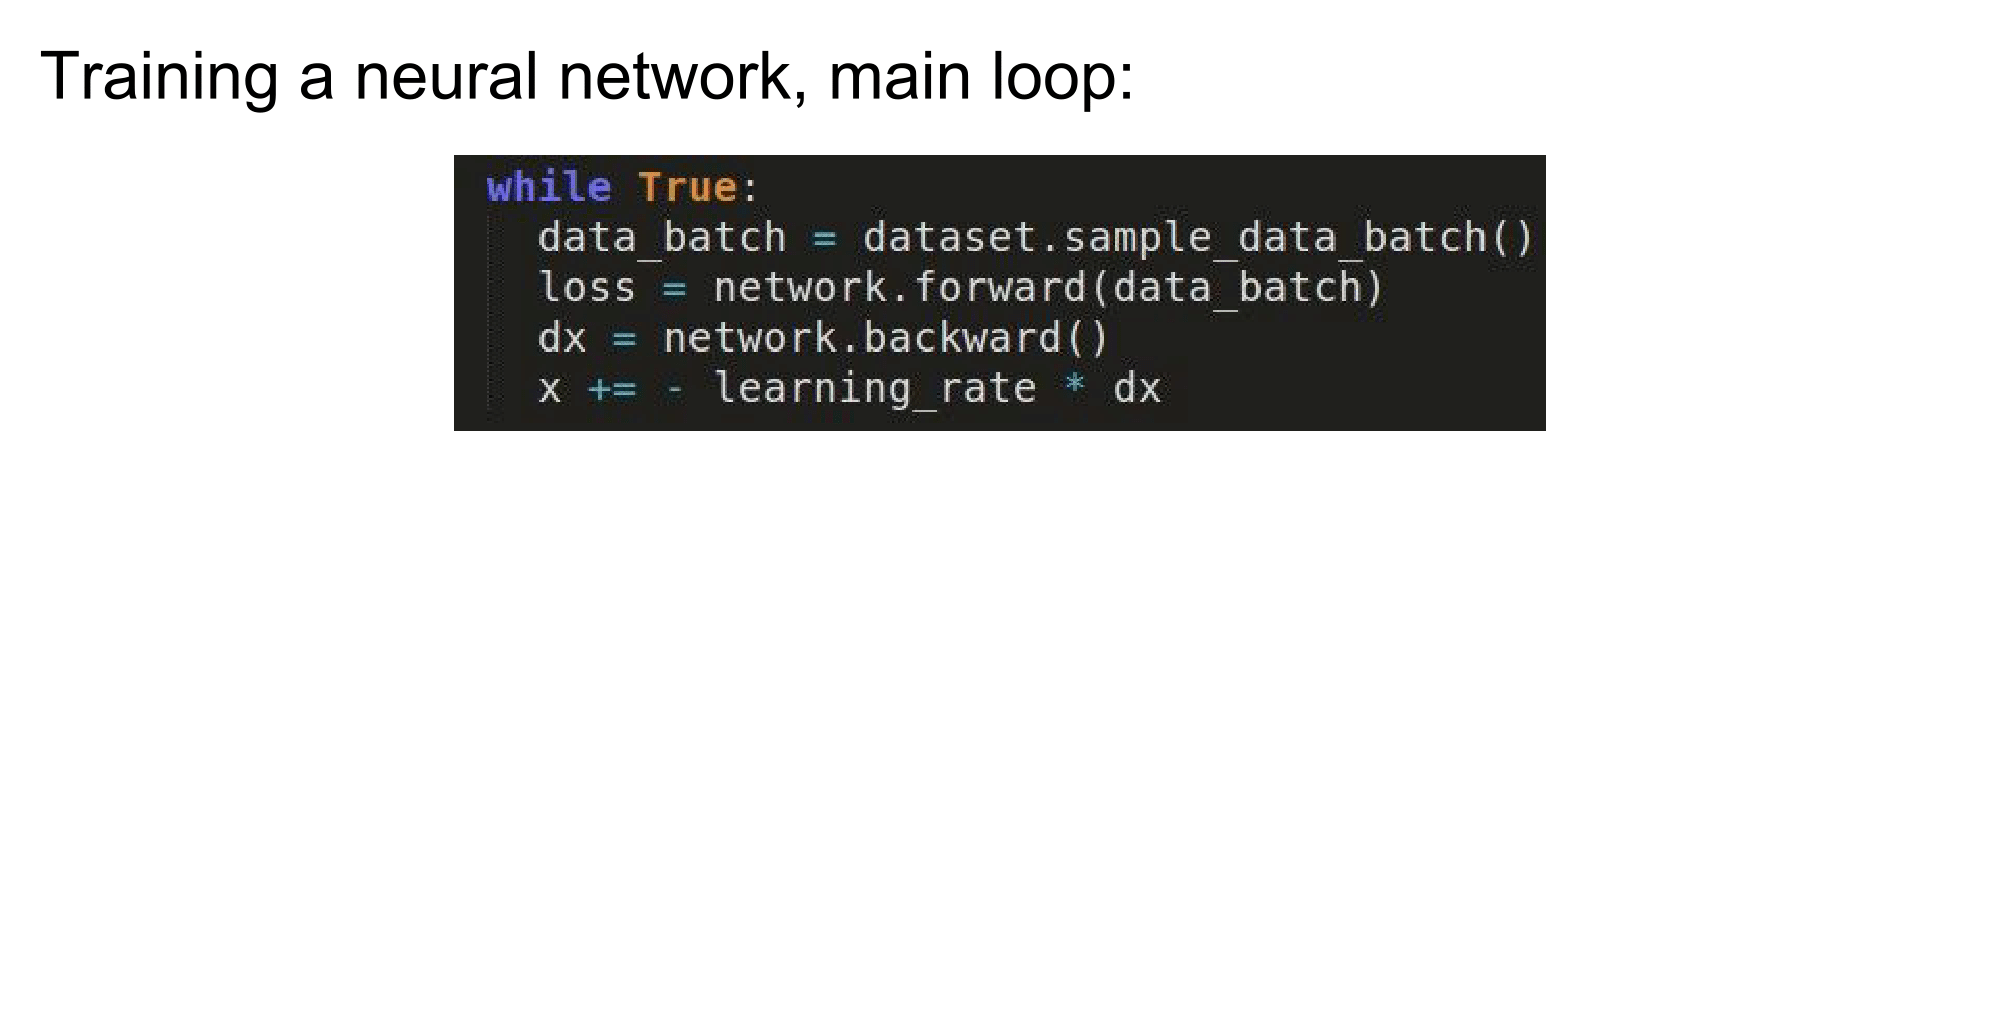 Training a neural network, main loop:
while True:
data_batch = dataset.sample_data_batch()
loss = network.forward(data_batch)
dx = network.backward()
x += - learning_rate * dx